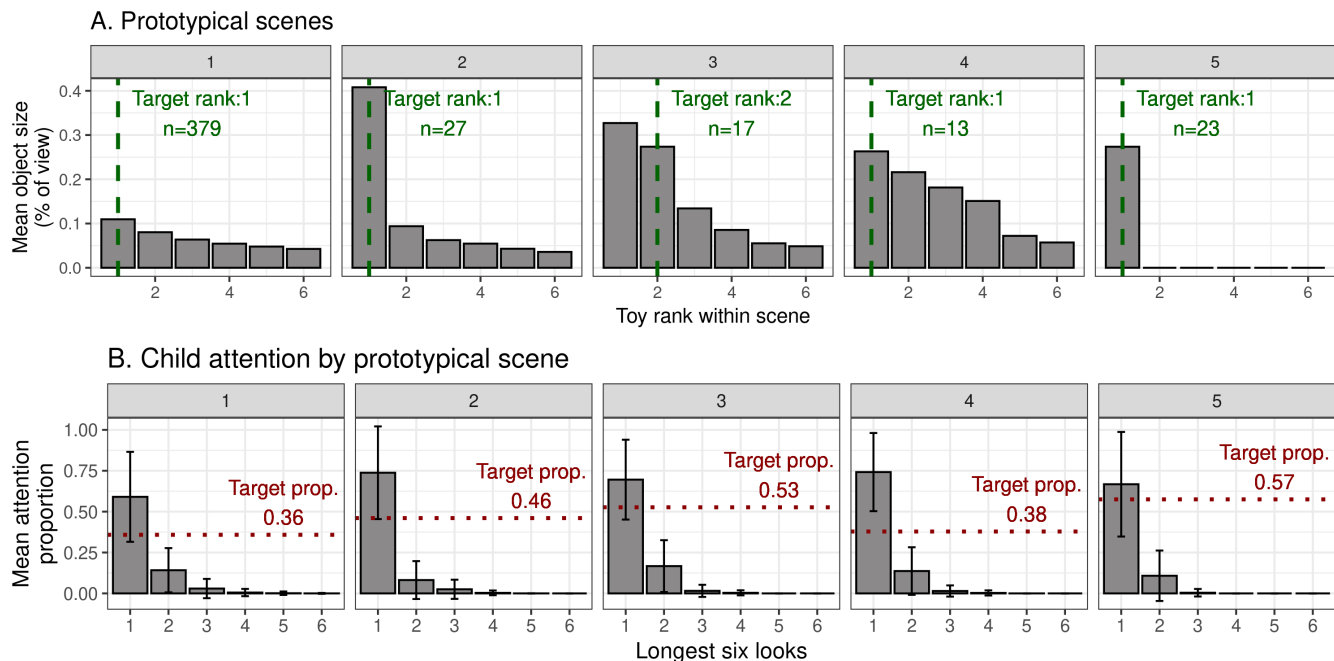 A. Prototypical scenes
1 2 3 4 5
Target rank:1 Target rank:1 Target rank:2 Target rank:1 Target rank:1
n=379 n=27 n=17 n=13 n=23
Mean object size
(% of view)
0.4
0.3
0.2
0.1
0.0
2 4 6 2 4 6 2 4 6 2 4 6 2 4 6
Toy rank within scene
B. Child attention by prototypical scene
1 2 3 4 5
Mean attention
proportion
1.00
0.75
0.50
0.25
0.00
Target prop. Target prop. Target prop. Target prop. Target prop.
0.36 0.46 0.53 0.38 0.57
1 2 3 4 5 6 1 2 3 4 5 6 1 2 3 4 5 6 1 2 3 4 5 6 1 2 3 4 5 6
Longest six looks